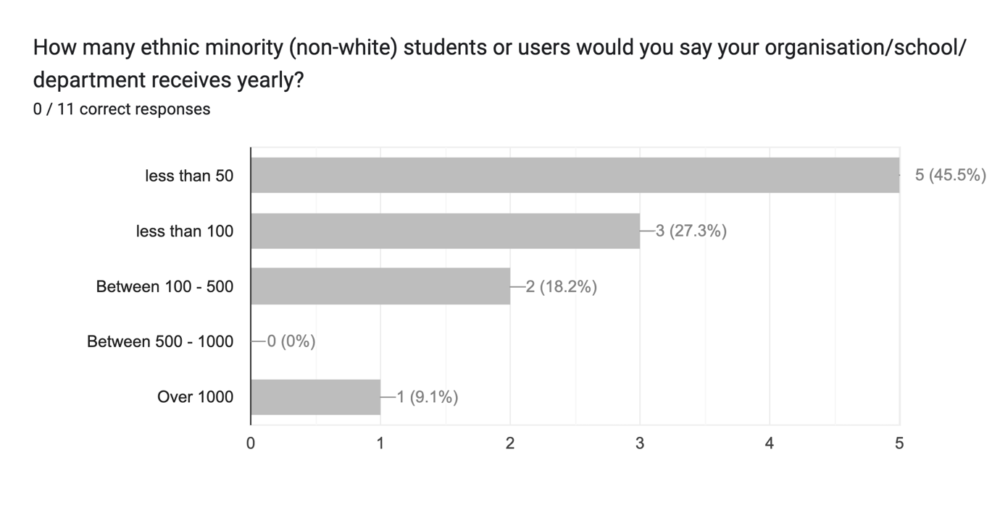 How many ethnic minority (non-white) students or users would you say your organisation/school/
department receives yearly?
0 / 11 correct responses
less than 50
5 (45.5%)
less than 100
3 (27.3%)
Between 100 - 500
2 (18.2%)
Between 500 - 1000
0 (0%)
Over 1000
1 (9.1%)
0 1 2 3 4 5